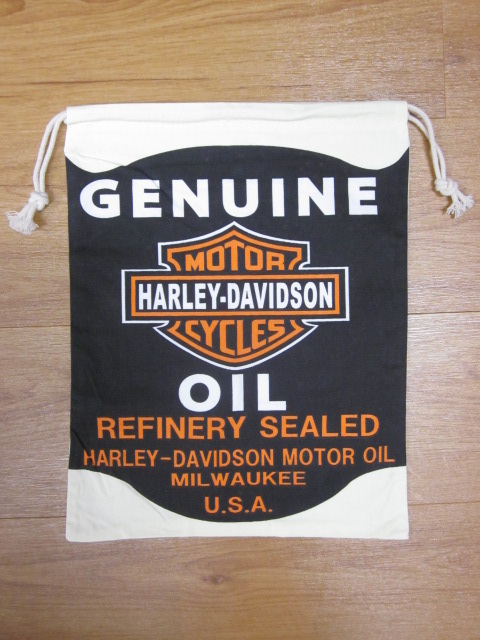 GENUINE
MOTOR
HARLEY-DAVIDSON
CYCLES
OIL
REFINERY SEALED
HARLEY-DAVIDSON MOTOR OIL
MILWAUKEE
U.S.A.